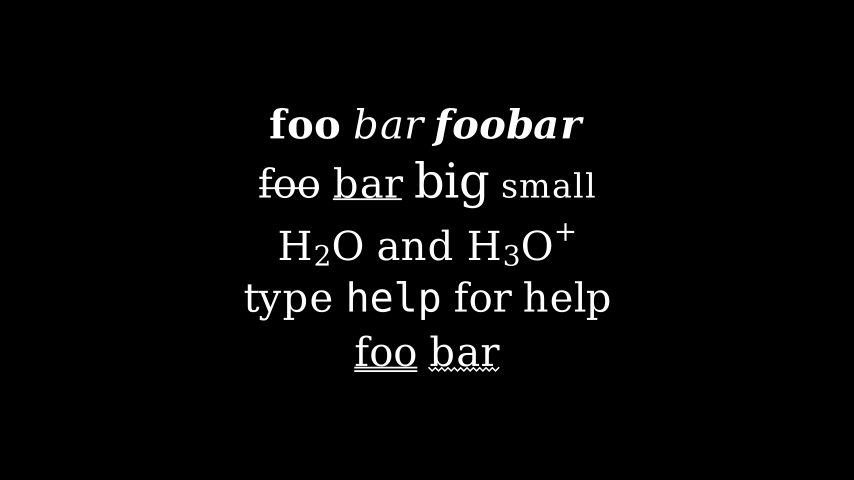 foo bar foobar
foo bar big small
H₂O and H₃O⁺
type help for help
foo bar